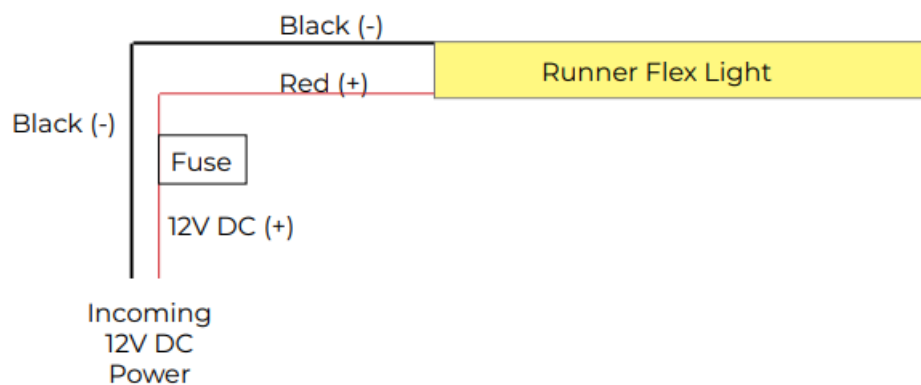 Black (-)
Runner Flex Light
Red (+)
Black (-)
Fuse
12V DC (+)
Incoming
12V DC
Power